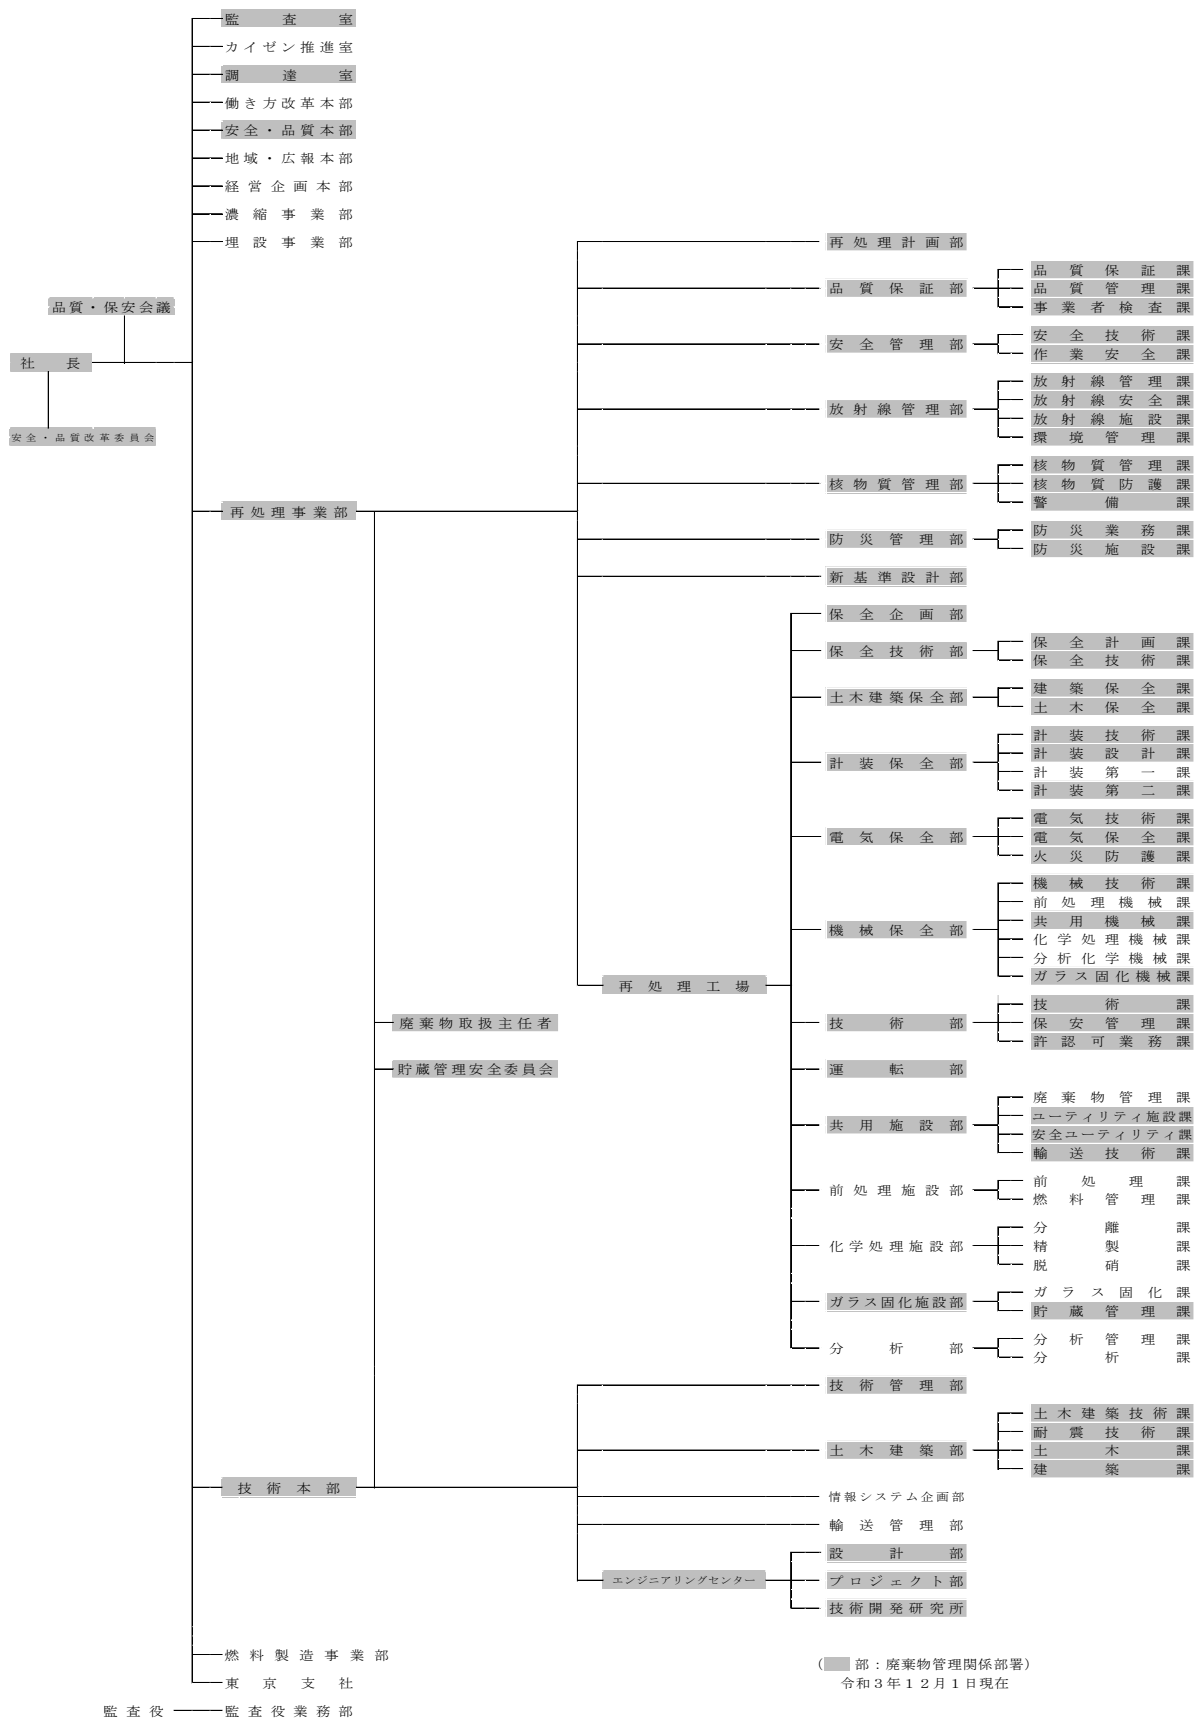 監査室
カイゼン推進室
調達室
働き方改革本部
安全・品質本部
地域・広報本部
経営企画本部
濃縮事業部
埋設事業部
品質・保安会議
社長
安全・品質改革委員会
再処理事業部
廃棄物取扱主任者
貯蔵管理安全委員会
再処理計画部
品質保証部
品質保証課
品質管理課
事業者検査課
安全管理部
安全技術課
作業安全課
放射線管理部
放射線管理課
放射線安全課
放射線施設課
環境管理課
核物質管理部
核物質管理課
核物質防護課
警備課
防災管理部
防災業務課
防災施設課
新基準設計部
再処理工場
保全企画部
保全技術部
保全計画課
保全技術課
土木建築保全部
建築保全課
土木保全課
計装保全部
計装技術課
計装設計課
計装第一課
計装第二課
電気保全部
電気技術課
電気保全課
火災防護課
機械保全部
機械技術課
前処理機械課
共用機械課
化学処理機械課
分析化学機械課
ガラス固化機械課
技術部
技術課
保安管理課
許認可業務課
運転部
共用施設部
廃棄物管理課
ユーティリティ施設課
安全ユーティリティ課
輸送技術課
前処理施設部
前処理課
燃料管理課
化学処理施設部
分離課
精製課
脱硝課
ガラス固化施設部
ガラス固化課
貯蔵管理課
分析部
分析管理課
分析課
技術本部
技術管理部
土木建築部
土木建築技術課
耐震技術課
土木課
建築課
情報システム企画部
輸送管理部
エンジニアリングセンター
設計部
プロジェクト部
技術開発研究所
燃料製造事業部
東京支社
監査役
監査役業務部
（　　部：廃棄物管理関係部署）
令和３年１２月１日現在